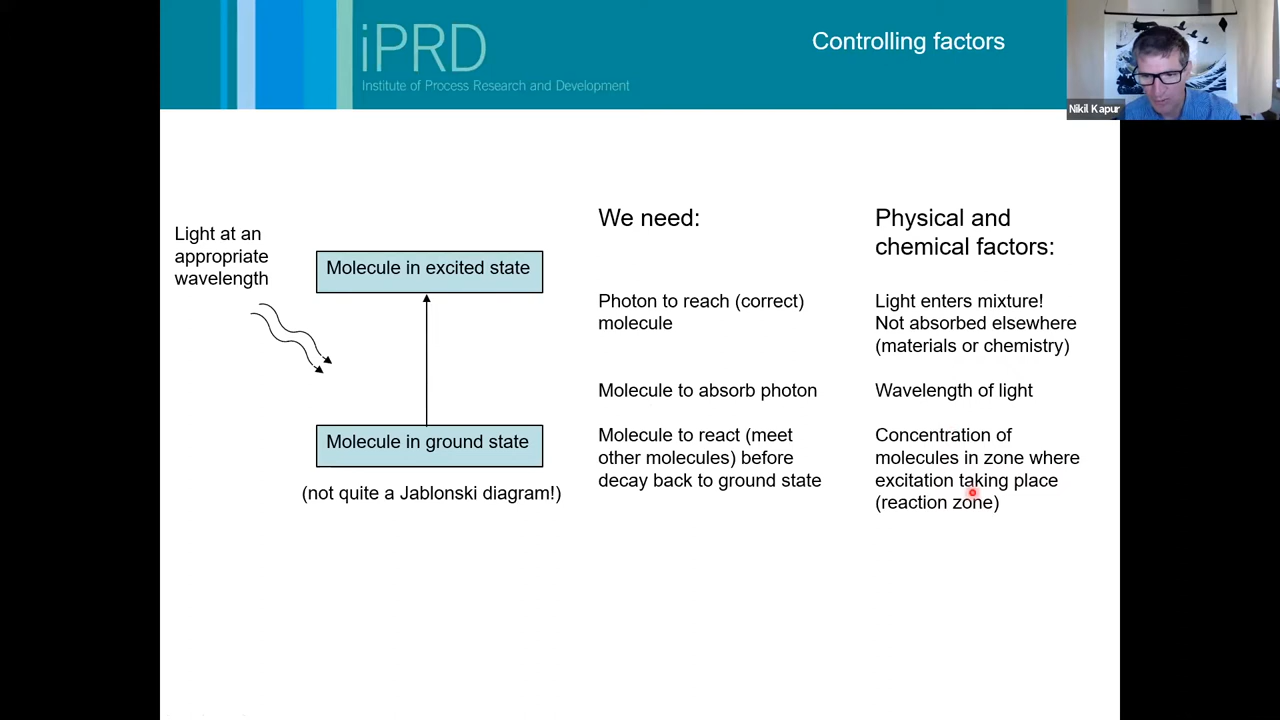 iPRD
Institute of Process Research and Development
Controlling factors
Nikil Kapur
Light at an
appropriate
wavelength
Molecule in excited state
Molecule in ground state
(not quite a Jablonski diagram!)
We need:
Photon to reach (correct)
molecule
Molecule to absorb photon
Molecule to react (meet
other molecules) before
decay back to ground state
Physical and
chemical factors:
Light enters mixture!
Not absorbed elsewhere
(materials or chemistry)
Wavelength of light
Concentration of
molecules in zone where
excitation taking place
(reaction zone)